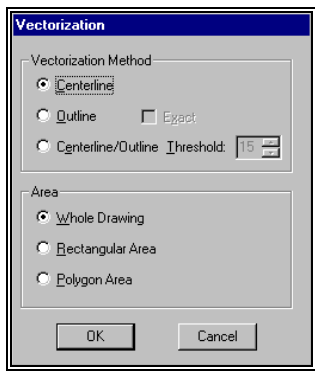 Vectorization
Vectorization Method
Centerline
Outline Exact
Centerline/Outline Threshold: 15
Area
Whole Drawing
Rectangular Area
Polygon Area
OK Cancel